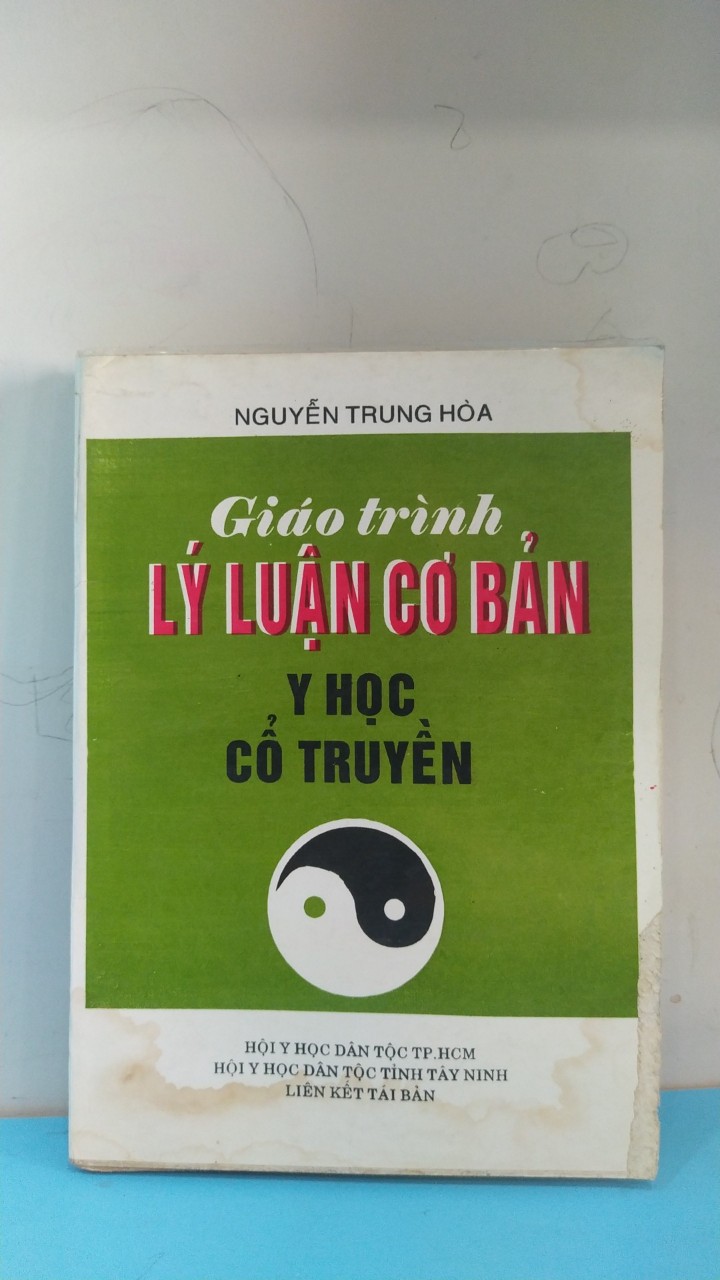 NGUYỄN TRUNG HÒA
Giáo trình
LÝ LUẬN CƠ BẢN
Y HỌC
CỔ TRUYỀN
HỘI Y HỌC DÂN TỘC TP.HCM
HỘI Y HỌC DÂN TỘC TỈNH TÂY NINH
LIÊN KẾT TÁI BẢN